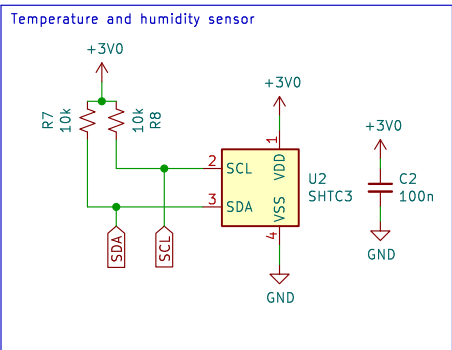 Temperature and humidity sensor
+3V0
+3V0
+3V0
R7
10k
10k
R8
1
VDD
2
SCL
3
SDA
VSS
4
U2
SHTC3
C2
100n
SDA
SCL
GND
GND